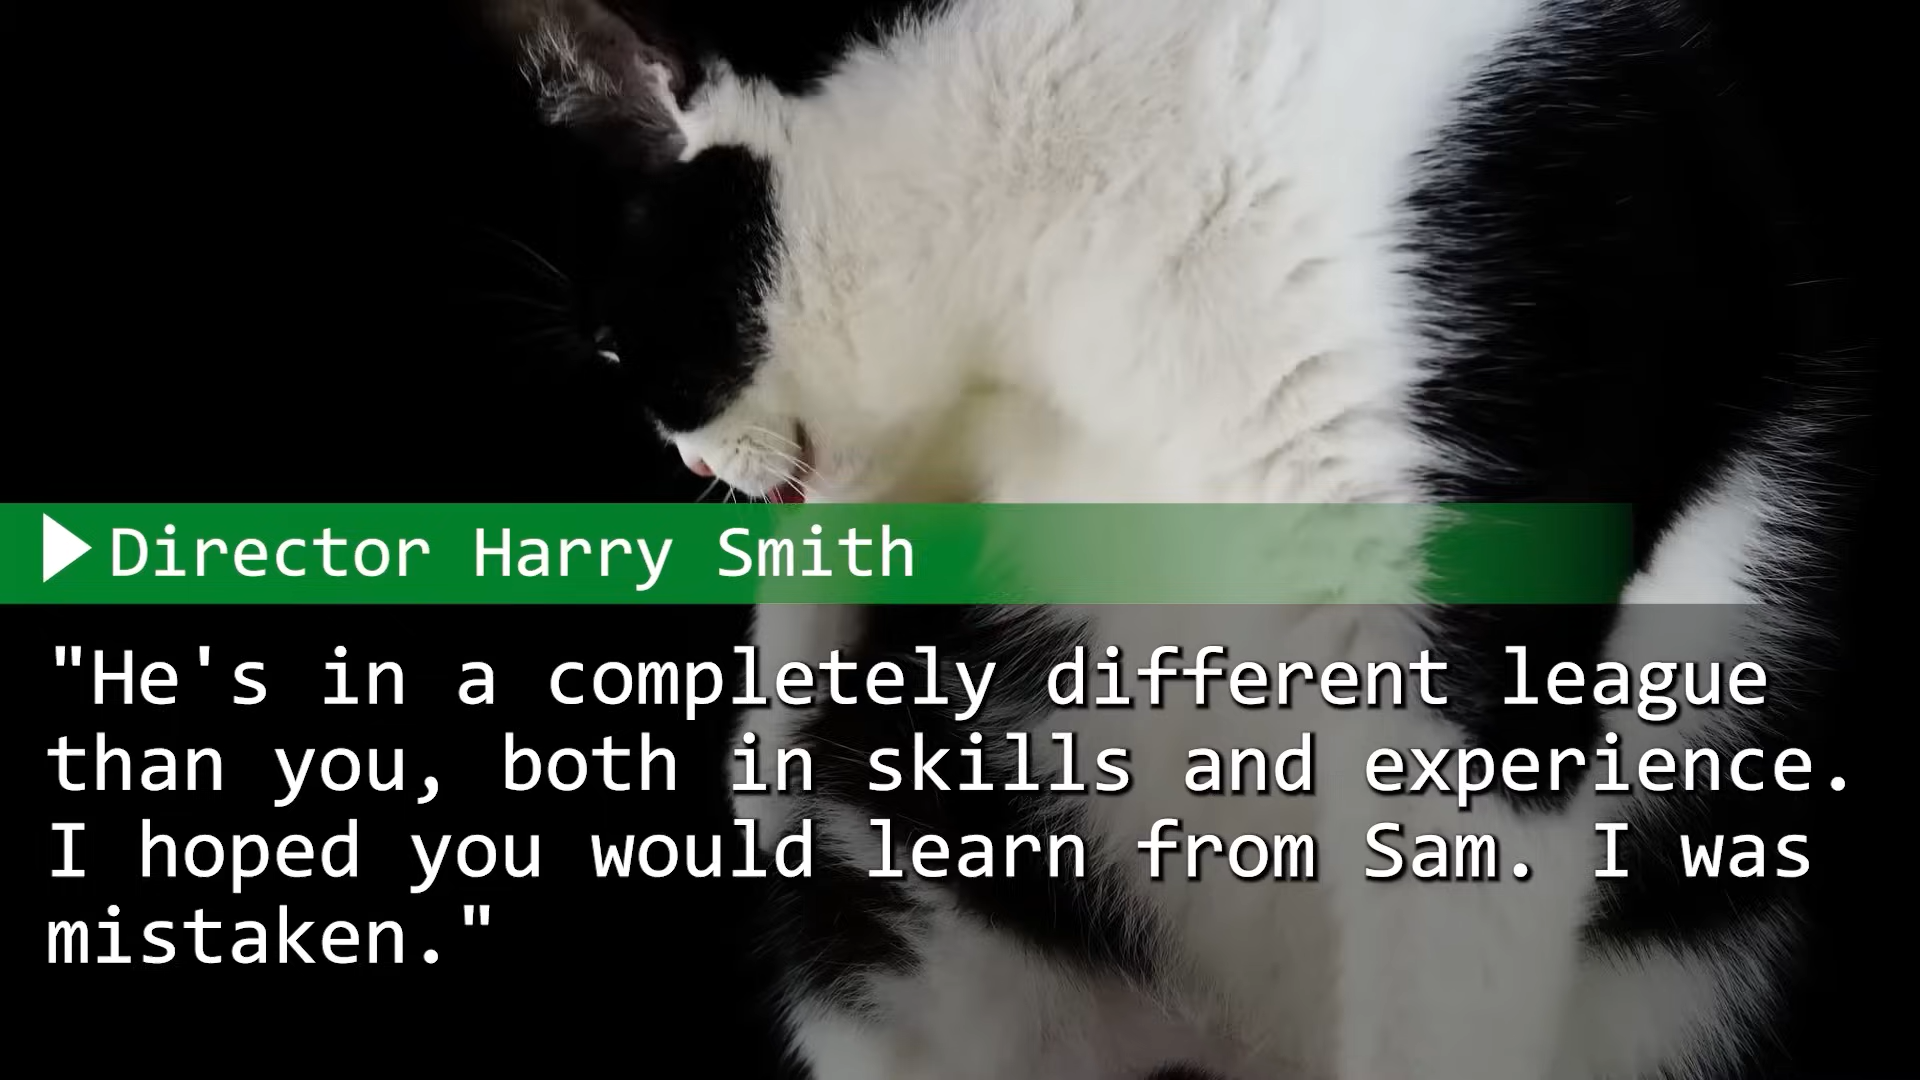 Director Harry Smith
"He's in a completely different league
than you, both in skills and experience.
I hoped you would learn from Sam. I was
mistaken."